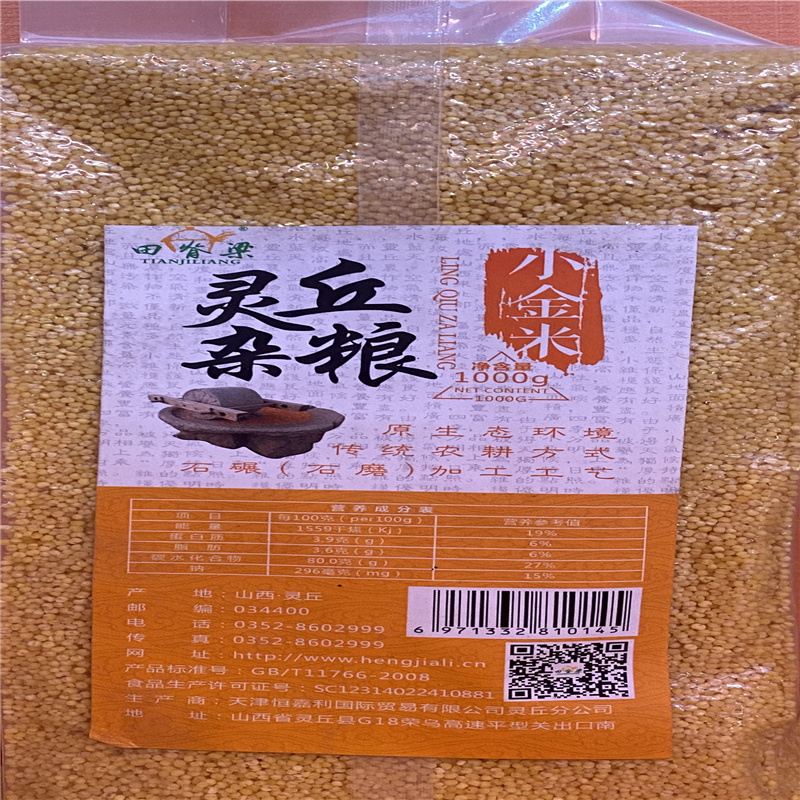 田脊梁®
TIANJILIANG
灵丘
杂粮
LING QIU ZA LIANG
小金米
净含量
1000g
NET CONTENT
1000G
原生态环境
传统农耕方式
石碾(石磨)加工工艺
营养成分表
项目 每100克(per100g) 营养参考值
能量 1559千焦(Kj) 19%
蛋白质 3.9克(g) 6%
脂肪 3.6克(g) 6%
碳水化合物 80.0克(g) 27%
钠 296毫克(mg) 15%
产地:山西·灵丘
邮编:034400
电话:0352-8602999
传真:0352-8602999
网址:http://www.hengjiali.cn
产品标准号:GB/T11766-2008
食品生产许可证号:SC12314022410881
生产商:天津恒嘉利国际贸易有限公司灵丘分公司
地址:山西省灵丘县G18荣乌高速平型关出口南
6 971332 810145